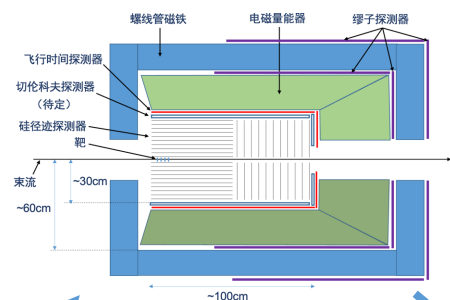 螺线管磁铁
电磁量能器
缪子探测器
飞行时间探测器
切伦科夫探测器
（待定）
硅径迹探测器
靶
束流
~30cm
~60cm
~100cm